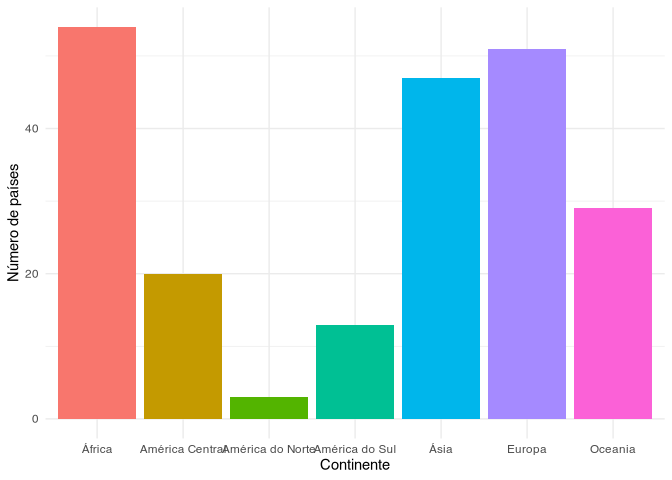 Número de países
40
20
0
África
América Central
América do Norte
América do Sul
Ásia
Europa
Oceania
Continente